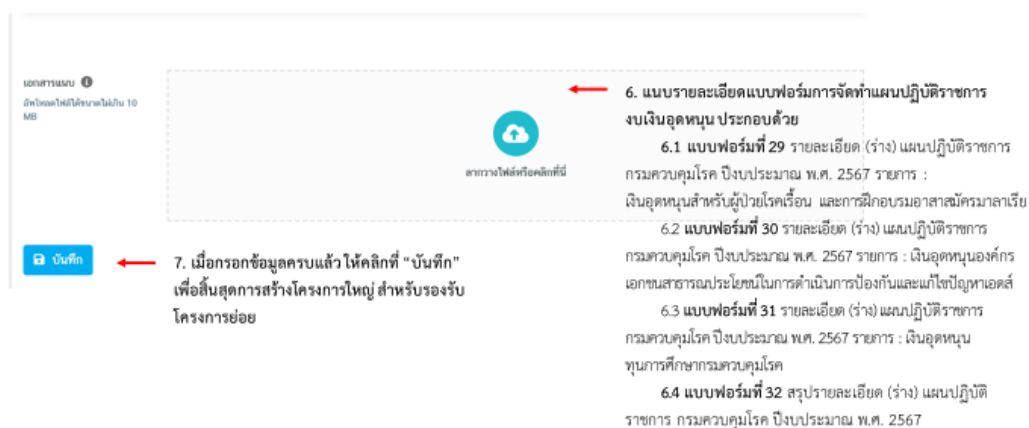 เอกสารแนบ
อัพโหลดไฟล์ได้ขนาดไม่เกิน 10
MB
ลากวางไฟล์หรือคลิกที่นี่
6. แนบรายละเอียดแบบฟอร์มการจัดทำแผนปฏิบัติราชการ
งบเงินอุดหนุน ประกอบด้วย
6.1 แบบฟอร์มที่ 29 รายละเอียด (ร่าง) แผนปฏิบัติราชการ
กรมควบคุมโรค ปีงบประมาณ พ.ศ. 2567 รายการ :
เงินอุดหนุนสำหรับผู้ป่วยโรคเรื้อน และการฝึกอบรมอาสาสมัครมาลาเรีย
6.2 แบบฟอร์มที่ 30 รายละเอียด (ร่าง) แผนปฏิบัติราชการ
กรมควบคุมโรค ปีงบประมาณ พ.ศ. 2567 รายการ : เงินอุดหนุนองค์กร
เอกชนสาธารณประโยชน์ในการดำเนินการป้องกันและแก้ไขปัญหาเอดส์
6.3 แบบฟอร์มที่ 31 รายละเอียด (ร่าง) แผนปฏิบัติราชการ
กรมควบคุมโรค ปีงบประมาณ พ.ศ. 2567 รายการ : เงินอุดหนุน
ทุนการศึกษากรมควบคุมโรค
6.4 แบบฟอร์มที่ 32 สรุปรายละเอียด (ร่าง) แผนปฏิบัติ
ราชการ กรมควบคุมโรค ปีงบประมาณ พ.ศ. 2567
บันทึก
7. เมื่อกรอกข้อมูลครบแล้ว ให้คลิกที่ “บันทึก”
เพื่อสิ้นสุดการสร้างโครงการใหญ่ สำหรับรองรับ
โครงการย่อย